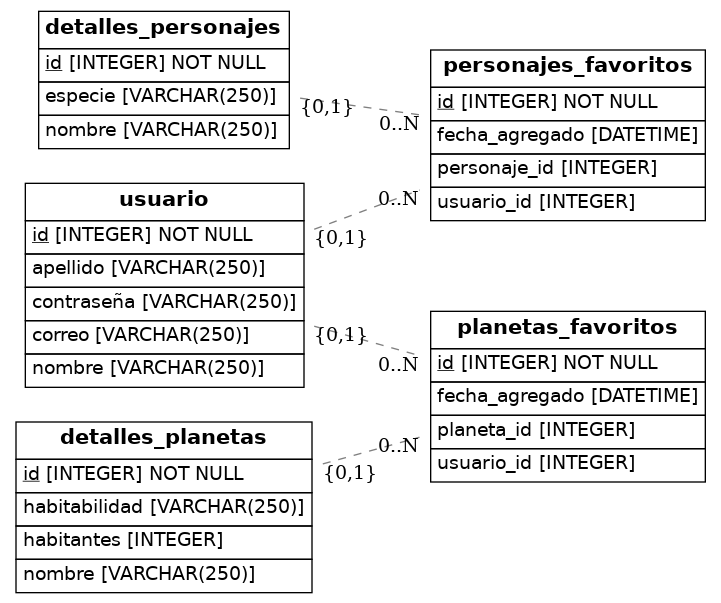 detalles_personajes
id [INTEGER] NOT NULL
especie [VARCHAR(250)]
nombre [VARCHAR(250)]
{0,1}
0..N
personajes_favoritos
id [INTEGER] NOT NULL
fecha_agregado [DATETIME]
personaje_id [INTEGER]
usuario_id [INTEGER]
usuario
id [INTEGER] NOT NULL
apellido [VARCHAR(250)]
contraseña [VARCHAR(250)]
correo [VARCHAR(250)]
nombre [VARCHAR(250)]
{0,1}
0..N
{0,1}
0..N
planetas_favoritos
id [INTEGER] NOT NULL
fecha_agregado [DATETIME]
planeta_id [INTEGER]
usuario_id [INTEGER]
detalles_planetas
id [INTEGER] NOT NULL
habitabilidad [VARCHAR(250)]
habitantes [INTEGER]
nombre [VARCHAR(250)]
{0,1}
0..N